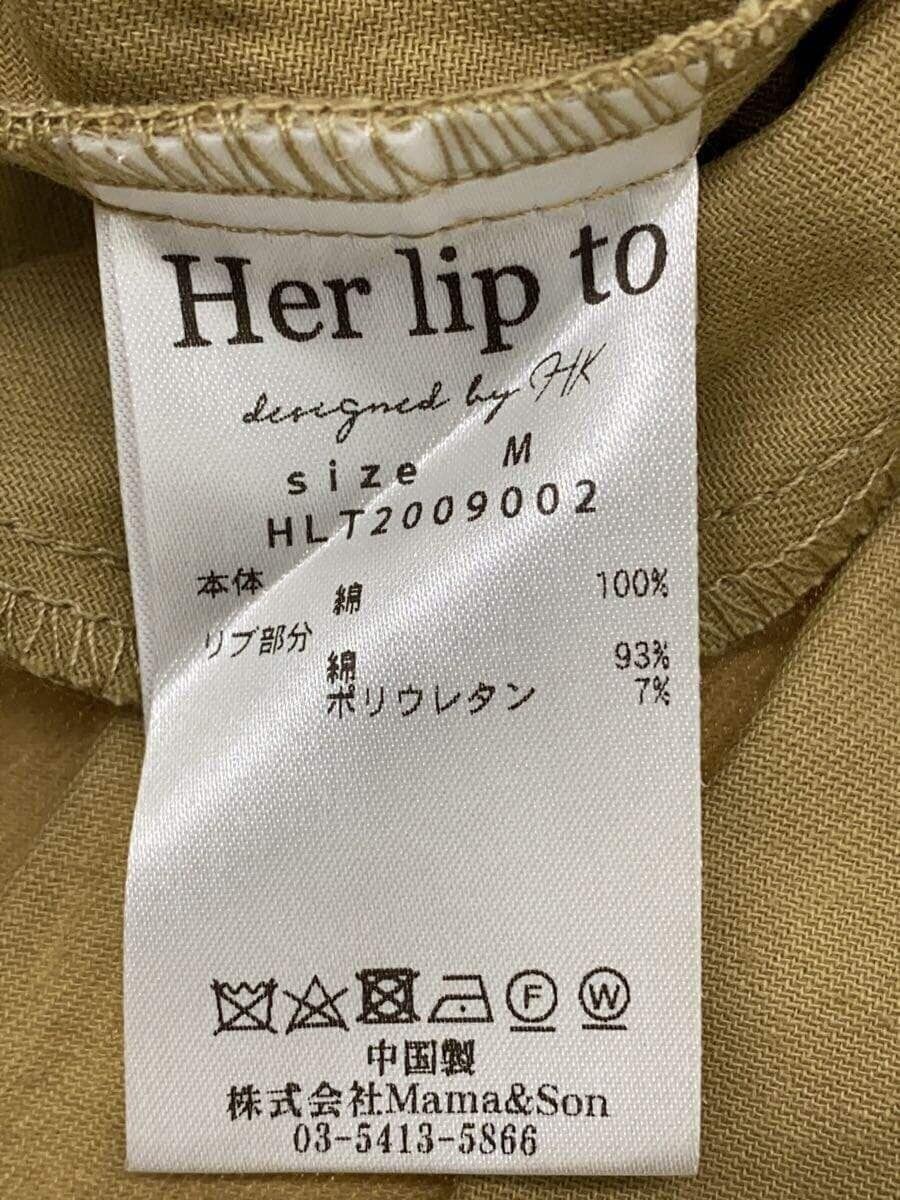 Her lip to
designed by HK
size M
HLT2009002
本体
綿 100%
リブ部分
綿 93%
ポリウレタン 7%
F W
中国製
株式会社Mama&Son
03-5413-5866